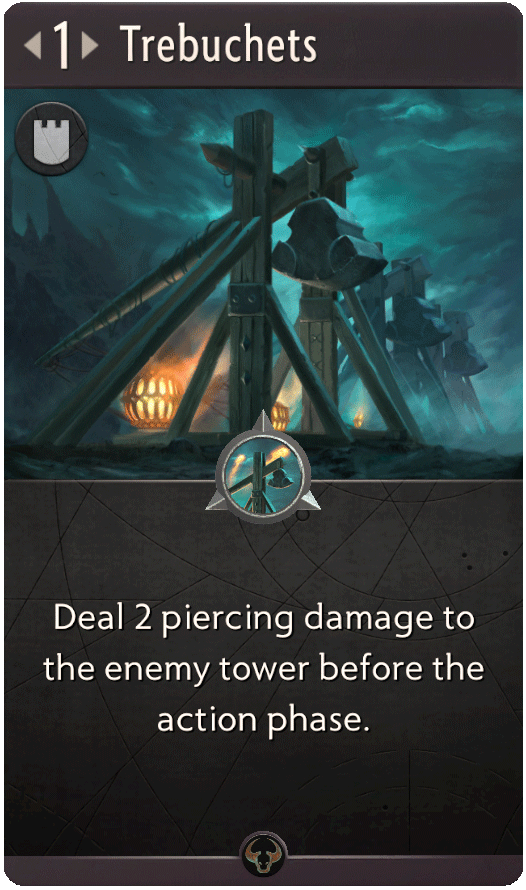 1 Trebuchets
Deal 2 piercing damage to
the enemy tower before the
action phase.